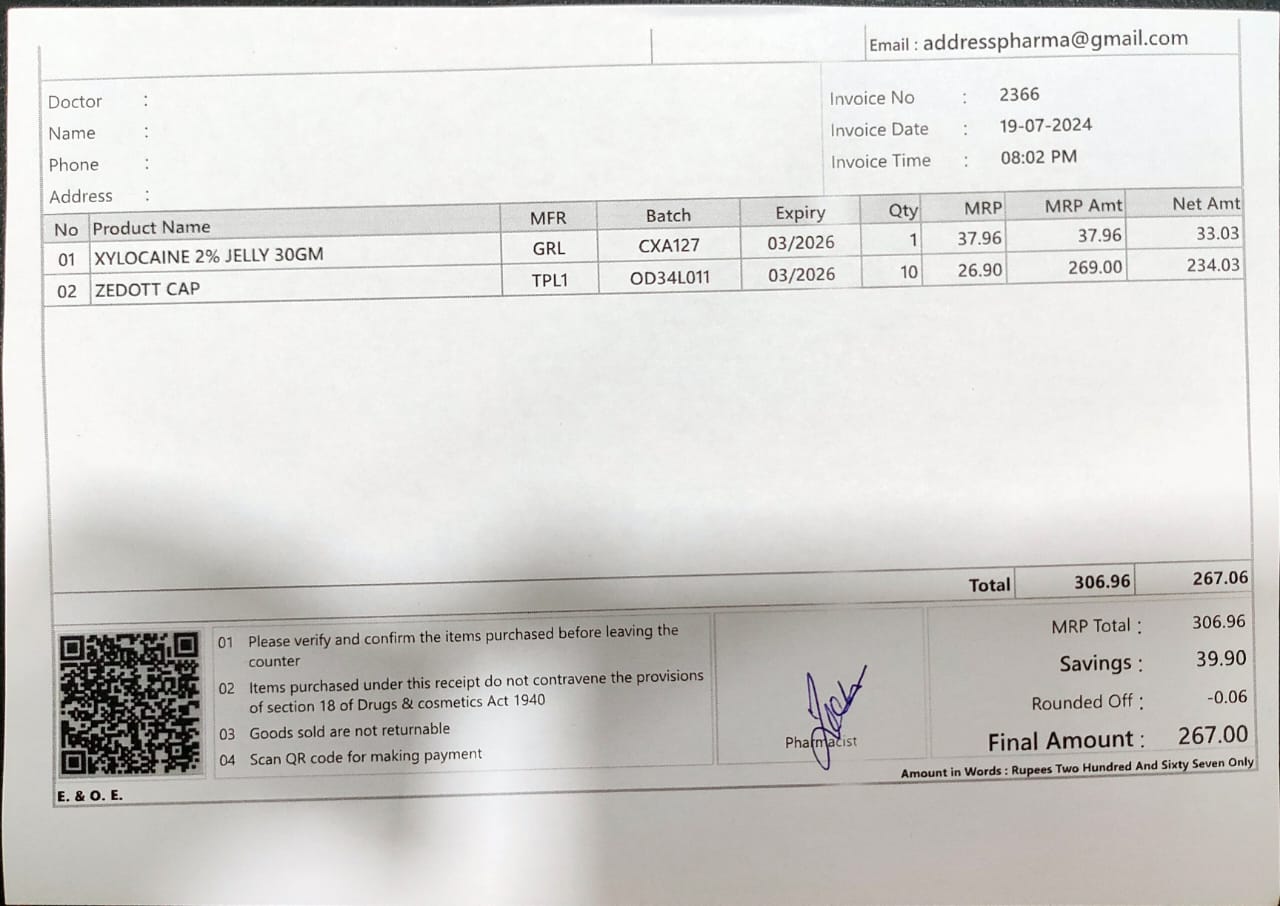 Email : addresspharma@gmail.com
Doctor :
Name :
Phone :
Address :
Invoice No : 2366
Invoice Date : 19-07-2024
Invoice Time : 08:02 PM
No Product Name MFR Batch Expiry Qty MRP MRP Amt Net Amt
01 XYLOCAINE 2% JELLY 30GM GRL CXA127 03/2026 1 37.96 37.96 33.03
02 ZEDOTT CAP TPL1 OD34L011 03/2026 10 26.90 269.00 234.03
Total 306.96 267.06
01 Please verify and confirm the items purchased before leaving the
counter
02 Items purchased under this receipt do not contravene the provisions
of section 18 of Drugs & cosmetics Act 1940
03 Goods sold are not returnable
04 Scan QR code for making payment
Pharmacist
MRP Total : 306.96
Savings : 39.90
Rounded Off : -0.06
Final Amount : 267.00
Amount in Words : Rupees Two Hundred And Sixty Seven Only
E. & O. E.